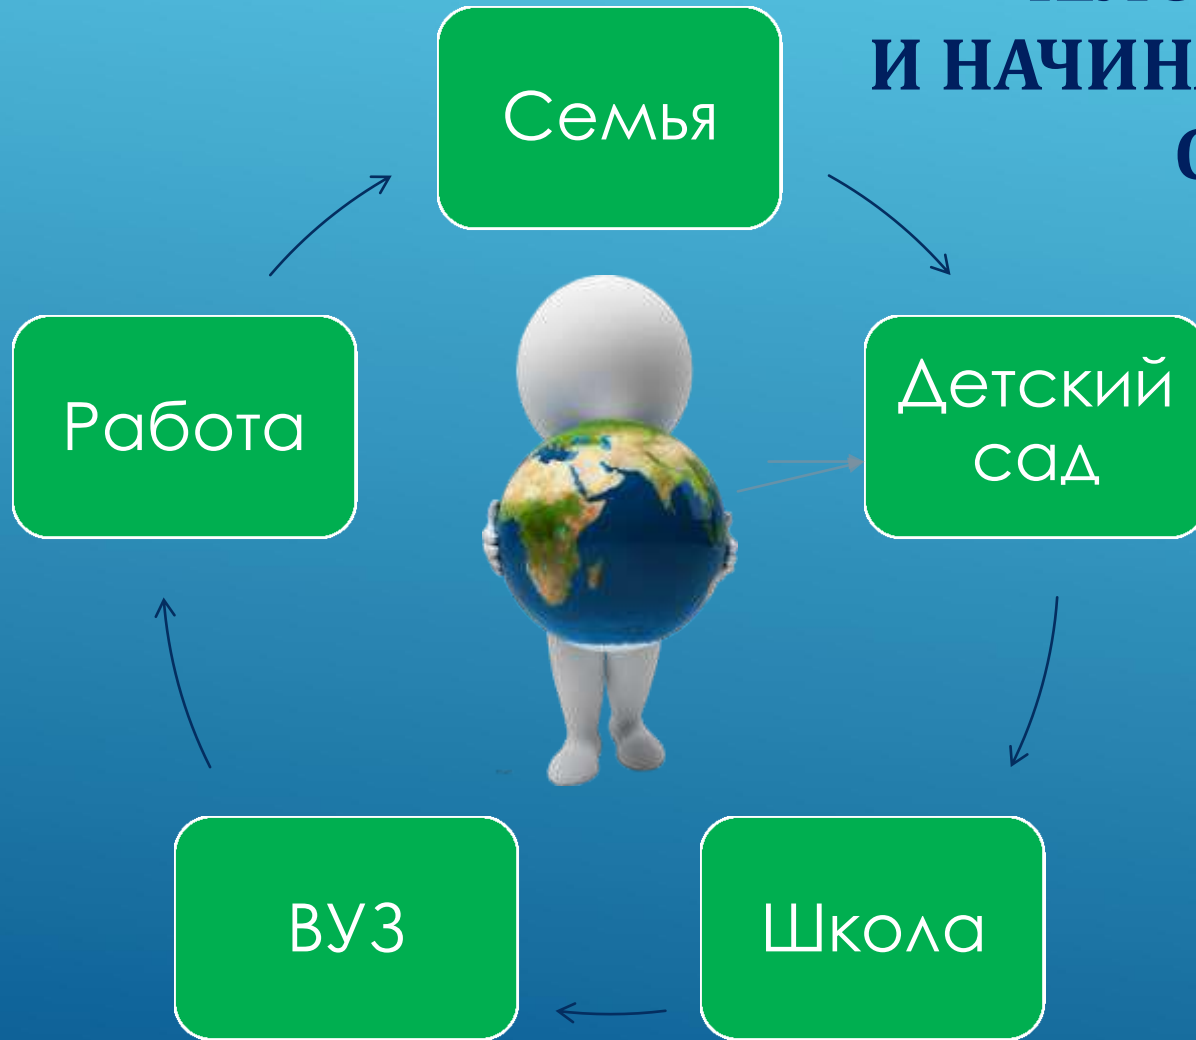 И
Семья
Работа
Детский
сад
ВУЗ
Школа